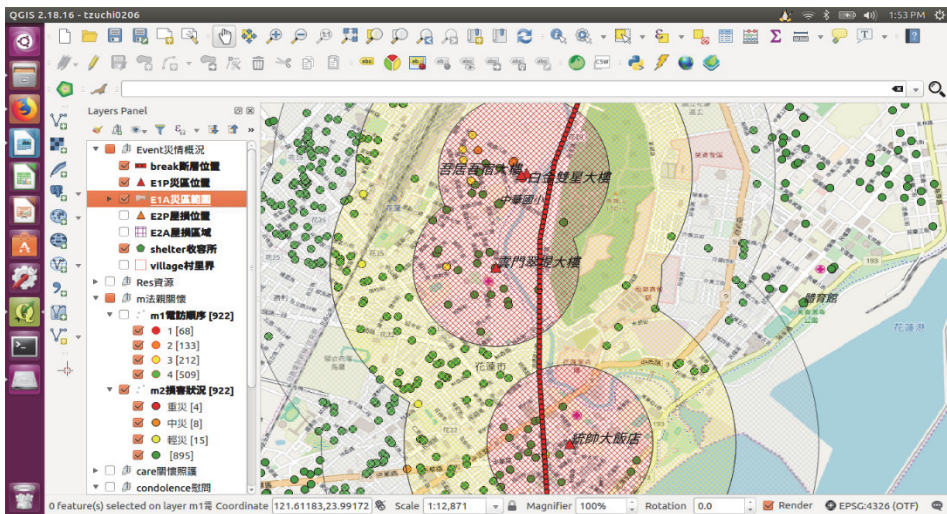 QGIS 2.18.16 - tzuchi0206
1:53 PM
CSW
Layers Panel
Event災情概況
break斷層位置
E1P災區位置
E1A災區範圍
E2P屋損位置
E2A屋損區域
shelter收容所
village村里界
Res資源
m法親關懷
m1電訪順序 [922]
1 [68]
2 [133]
3 [212]
4 [509]
m2損害狀況 [922]
重災 [4]
中災 [8]
輕災 [15]
[895]
care關懷照護
condolence慰問
吾居吾宿大樓
白金雙星大樓
中華國小
雲門翠堤大樓
統帥大飯店
體育館
花蓮市
花蓮港
193
193
0 feature(s) selected on layer m1電 Coordinate 121.61183,23.99172 Scale 1:12,871 Magnifier 100% Rotation 0.0 Render EPSG:4326 (OTF)